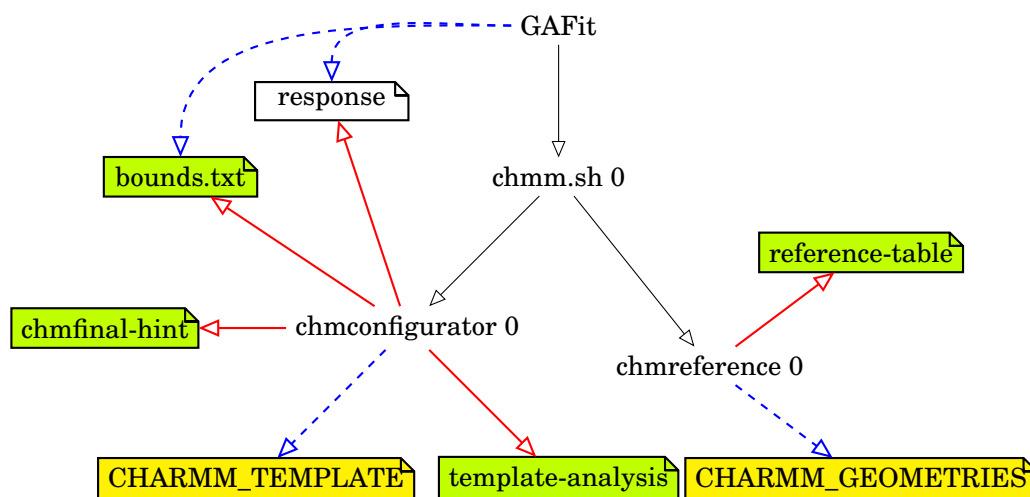 GAFit
response
bounds.txt
chmm.sh 0
reference-table
chmfinal-hint
chmconfigurator 0
chmreference 0
CHARMM_TEMPLATE
template-analysis
CHARMM_GEOMETRIES